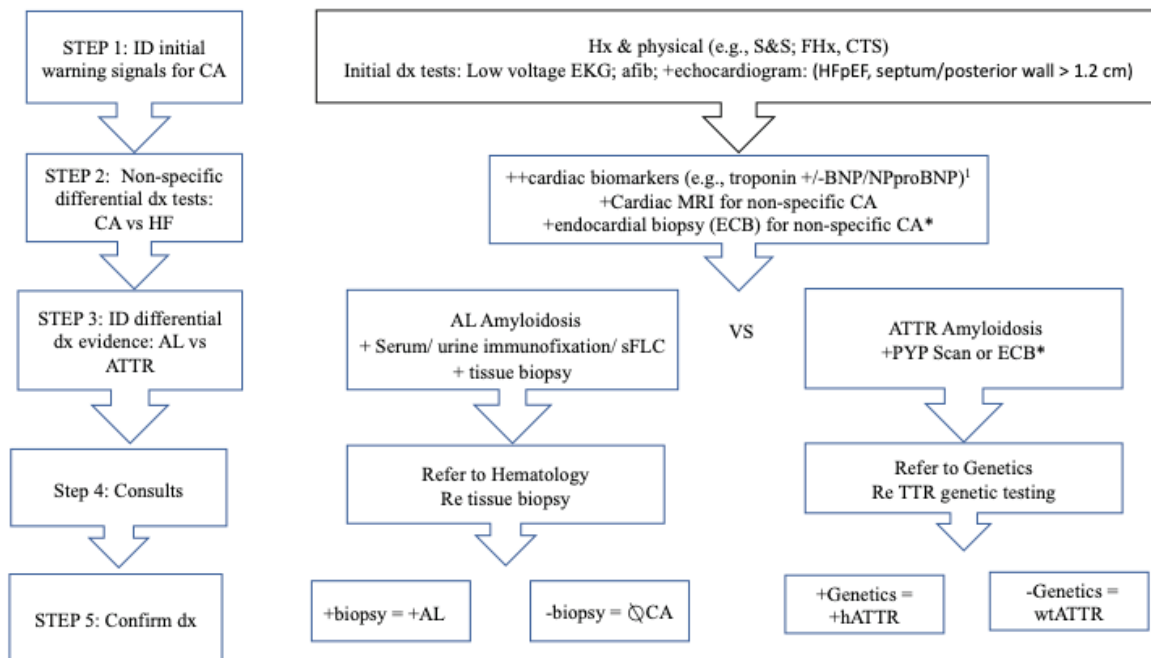 STEP 1: ID initial
warning signals for CA
Hx & physical (e.g., S&S; FHx, CTS)
Initial dx tests: Low voltage EKG; afib; +echocardiogram: (HFpEF, septum/posterior wall > 1.2 cm)
STEP 2: Non-specific
differential dx tests:
CA vs HF
++cardiac biomarkers (e.g., troponin +/-BNP/NPproBNP)¹
+Cardiac MRI for non-specific CA
+endocardial biopsy (ECB) for non-specific CA*
STEP 3: ID differential
dx evidence: AL vs
ATTR
AL Amyloidosis
+ Serum/ urine immunofixation/ sFLC
+ tissue biopsy
VS
ATTR Amyloidosis
+PYP Scan or ECB*
Step 4: Consults
Refer to Hematology
Re tissue biopsy
Refer to Genetics
Re TTR genetic testing
STEP 5: Confirm dx
+biopsy = +AL
-biopsy = ⍉CA
+Genetics =
+hATTR
-Genetics =
wtATTR